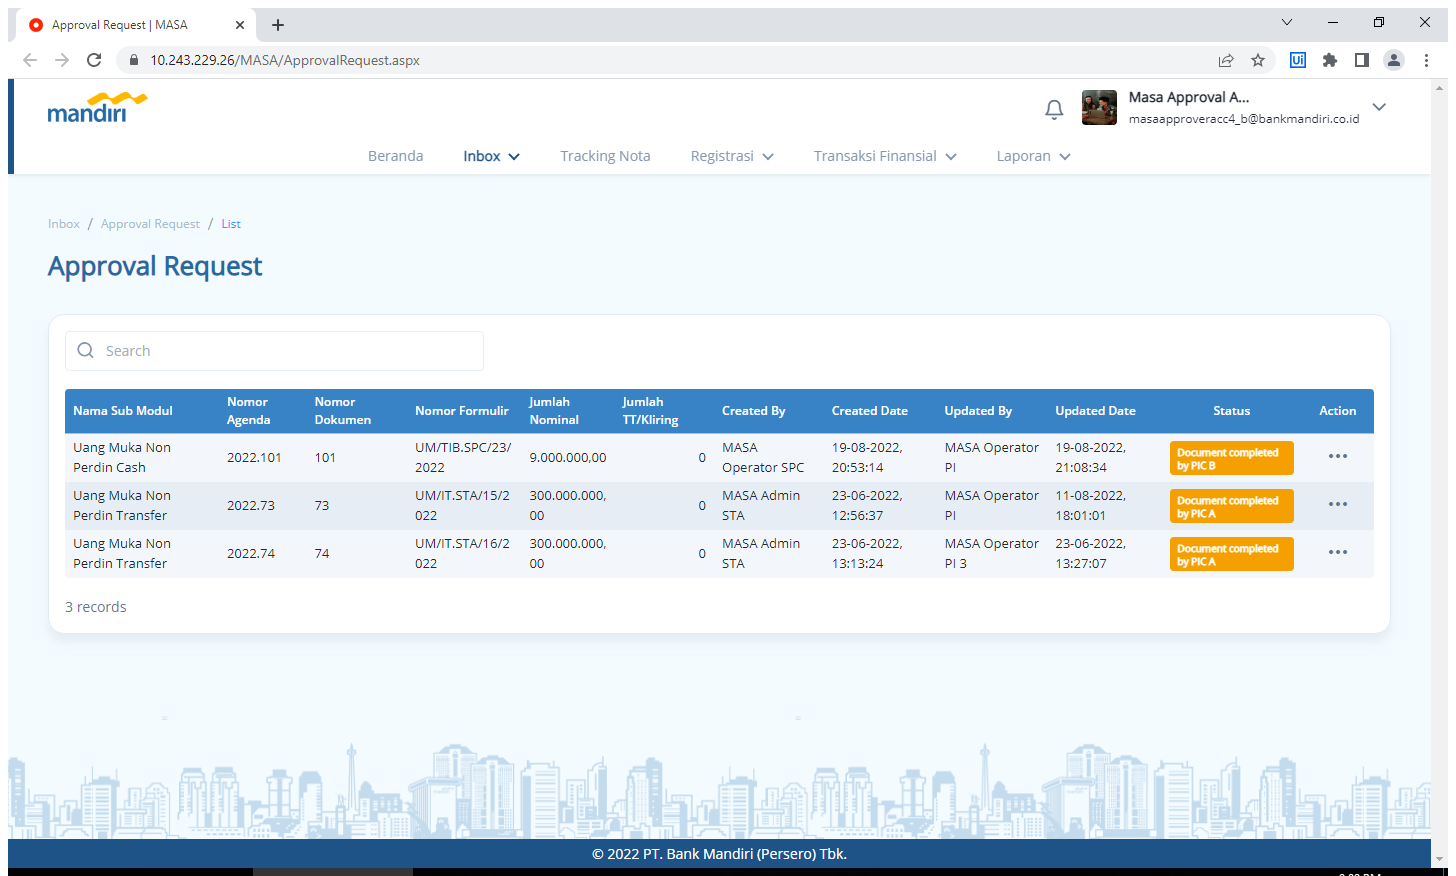 Approval Request | MASA
10.243.229.26/MASA/ApprovalRequest.aspx
Ui
mandiri
Masa Approval A...
masaapproveracc4_b@bankmandiri.co.id
Beranda Inbox Tracking Nota Registrasi Transaksi Finansial Laporan
Inbox / Approval Request / List
Approval Request
Search
Nama Sub Modul Nomor Agenda Nomor Dokumen Nomor Formulir Jumlah Nominal Jumlah TT/Kliring Created By Created Date Updated By Updated Date Status Action
Uang Muka Non Perdin Cash 2022.101 101 UM/TIB.SPC/23/2022 9.000.000,00 0 MASA Operator SPC 19-08-2022, 20:53:14 MASA Operator PI 19-08-2022, 21:08:34 Document completed by PIC B
Uang Muka Non Perdin Transfer 2022.73 73 UM/IT.STA/15/2022 300.000.000,00 0 MASA Admin STA 23-06-2022, 12:56:37 MASA Operator PI 11-08-2022, 18:01:01 Document completed by PIC A
Uang Muka Non Perdin Transfer 2022.74 74 UM/IT.STA/16/2022 300.000.000,00 0 MASA Admin STA 23-06-2022, 13:13:24 MASA Operator PI 3 23-06-2022, 13:27:07 Document completed by PIC A
3 records
© 2022 PT. Bank Mandiri (Persero) Tbk.